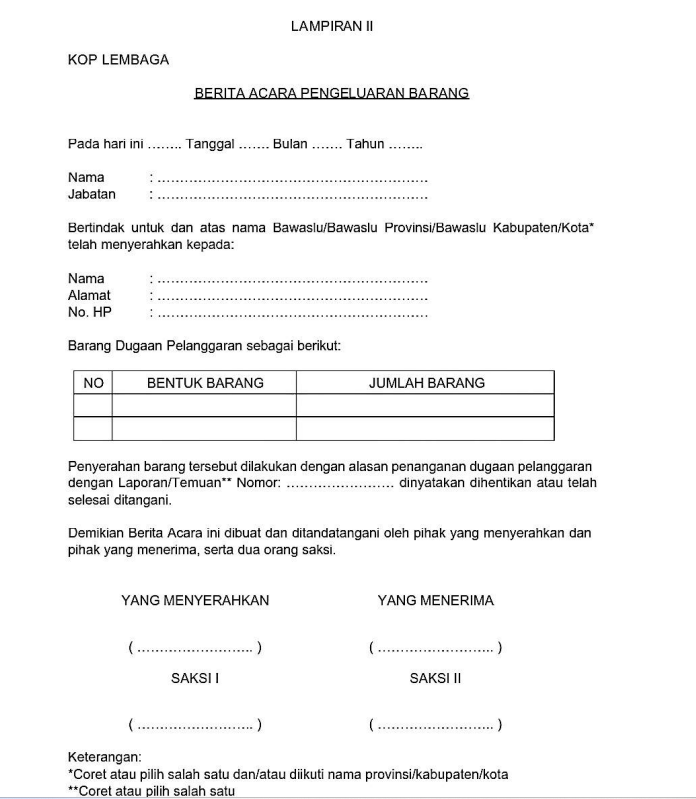 LAMPIRAN II
KOP LEMBAGA
BERITA ACARA PENGELUARAN BARANG
Pada hari ini ........ Tanggal ....... Bulan ....... Tahun ........
Nama : ............................................................
Jabatan : ............................................................
Bertindak untuk dan atas nama Bawaslu/Bawaslu Provinsi/Bawaslu Kabupaten/Kota*
telah menyerahkan kepada:
Nama : ............................................................
Alamat : ............................................................
No. HP : ............................................................
Barang Dugaan Pelanggaran sebagai berikut:
NO BENTUK BARANG JUMLAH BARANG
Penyerahan barang tersebut dilakukan dengan alasan penanganan dugaan pelanggaran
dengan Laporan/Temuan** Nomor: ........................ dinyatakan dihentikan atau telah
selesai ditangani.
Demikian Berita Acara ini dibuat dan ditandatangani oleh pihak yang menyerahkan dan
pihak yang menerima, serta dua orang saksi.
YANG MENYERAHKAN YANG MENERIMA
( .......................... ) ( .......................... )
SAKSI I SAKSI II
( .......................... ) ( .......................... )
Keterangan:
*Coret atau pilih salah satu dan/atau diikuti nama provinsi/kabupaten/kota
**Coret atau pilih salah satu